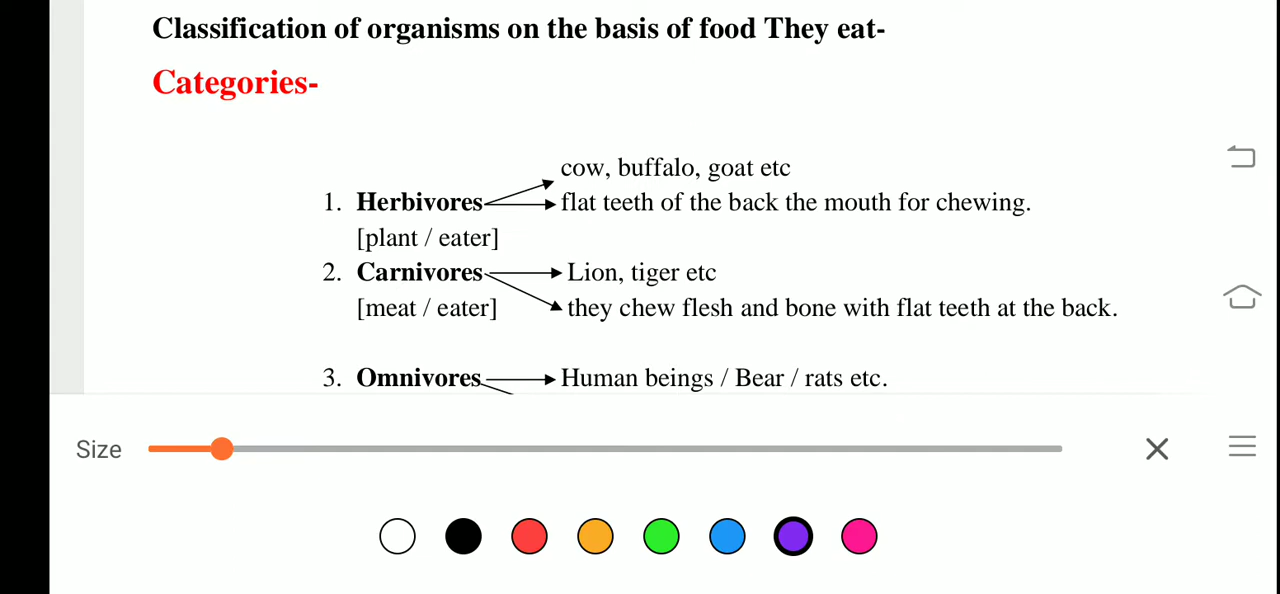 Classification of organisms on the basis of food They eat-
Categories-
cow, buffalo, goat etc
1. Herbivores flat teeth of the back the mouth for chewing.
[plant / eater]
2. Carnivores Lion, tiger etc
[meat / eater] they chew flesh and bone with flat teeth at the back.
3. Omnivores Human beings / Bear / rats etc.
Size